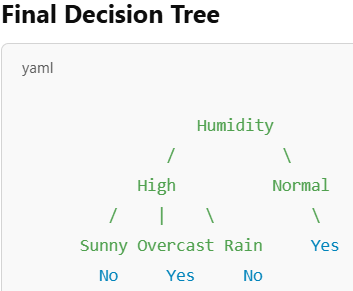 Final Decision Tree
yaml
Humidity
/ \
High Normal
/ | \ \
Sunny Overcast Rain Yes
No Yes No